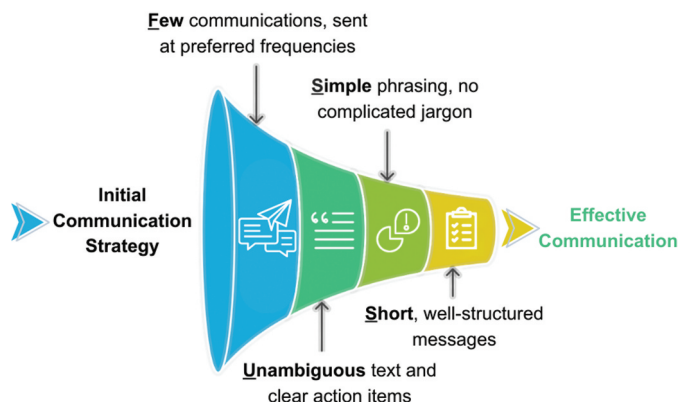 Few communications, sent
at preferred frequencies
Simple phrasing, no
complicated jargon
Initial
Communication
Strategy
Effective
Communication
Short, well-structured
messages
Unambiguous text and
clear action items